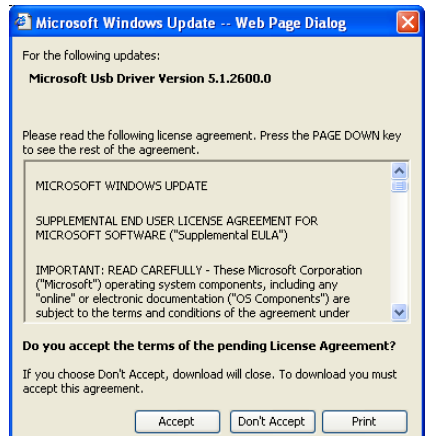 Microsoft Windows Update -- Web Page Dialog
For the following updates:
Microsoft Usb Driver Version 5.1.2600.0
Please read the following license agreement. Press the PAGE DOWN key
to see the rest of the agreement.
MICROSOFT WINDOWS UPDATE
SUPPLEMENTAL END USER LICENSE AGREEMENT FOR
MICROSOFT SOFTWARE ("Supplemental EULA")
IMPORTANT: READ CAREFULLY - These Microsoft Corporation
("Microsoft") operating system components, including any
"online" or electronic documentation ("OS Components") are
subject to the terms and conditions of the agreement under
Do you accept the terms of the pending License Agreement?
If you choose Don't Accept, download will close. To download you must
accept this agreement.
Accept Don't Accept Print